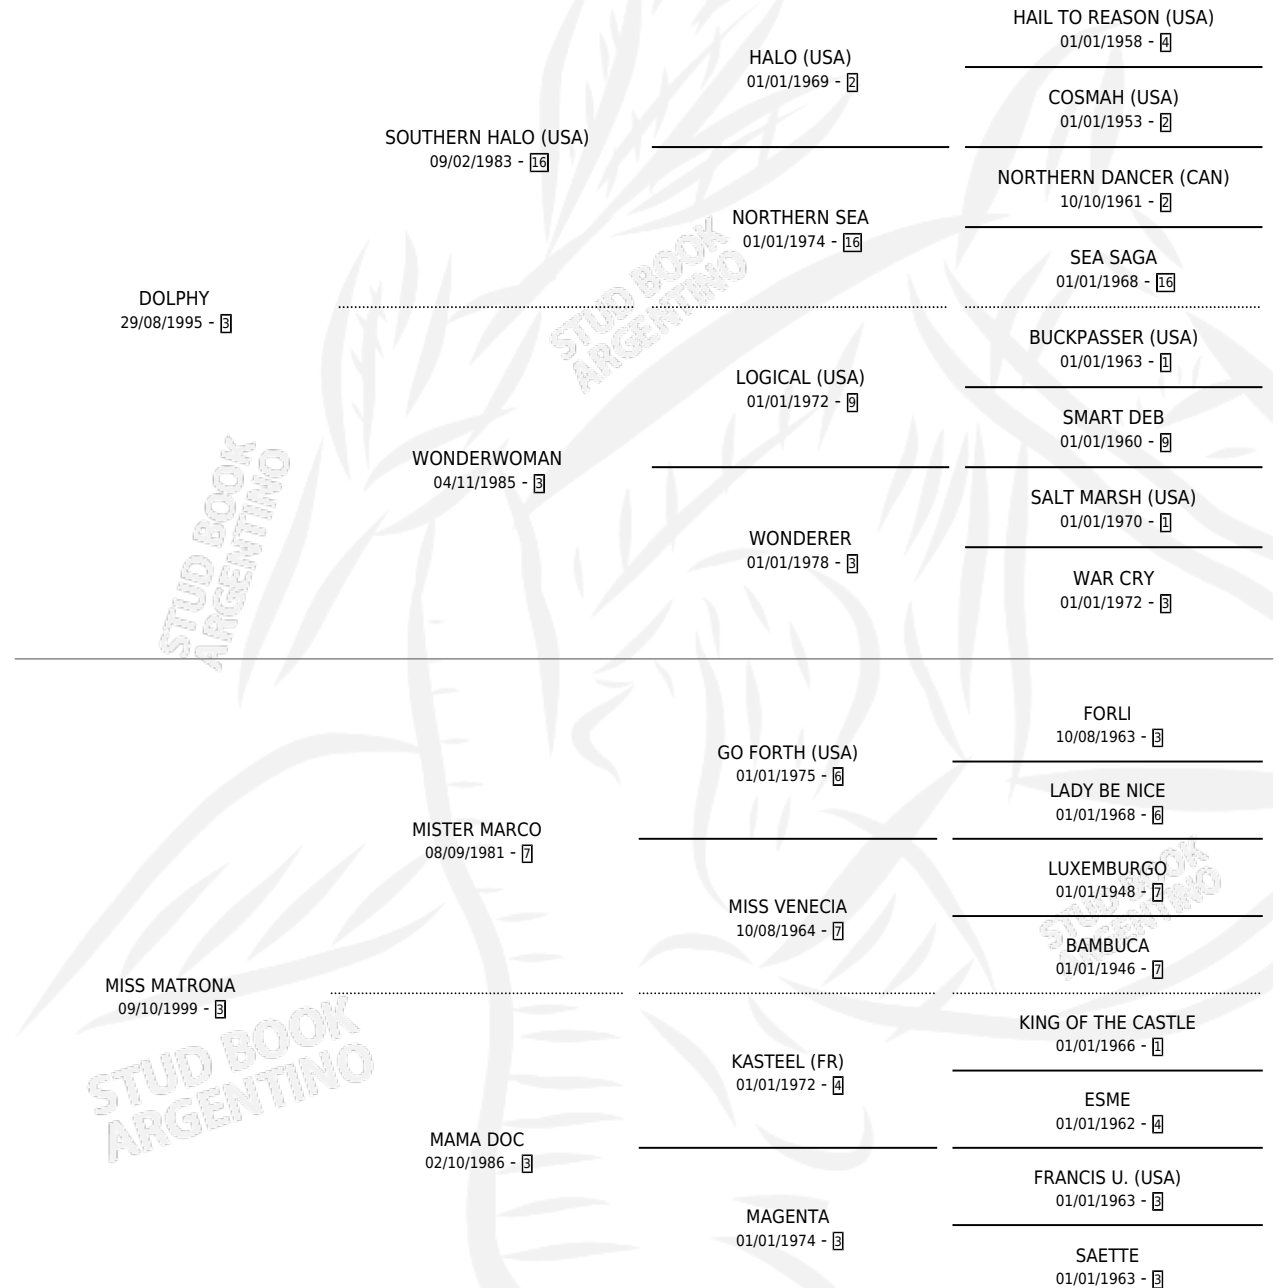 HAIL TO REASON (USA)
01/01/1958 - 4
HALO (USA)
01/01/1969 - 2
COSMAH (USA)
01/01/1953 - 2
SOUTHERN HALO (USA)
09/02/1983 - 16
NORTHERN DANCER (CAN)
10/10/1961 - 2
NORTHERN SEA
01/01/1974 - 16
SEA SAGA
01/01/1968 - 16
DOLPHY
29/08/1995 - 3
BUCKPASSER (USA)
01/01/1963 - 1
LOGICAL (USA)
01/01/1972 - 9
SMART DEB
01/01/1960 - 9
WONDERWOMAN
04/11/1985 - 3
SALT MARSH (USA)
01/01/1970 - 1
WONDERER
01/01/1978 - 3
WAR CRY
01/01/1972 - 3
FORLI
10/08/1963 - 3
GO FORTH (USA)
01/01/1975 - 6
LADY BE NICE
01/01/1968 - 6
MISTER MARCO
08/09/1981 - 7
LUXEMBURGO
01/01/1948 - 7
MISS VENECIA
10/08/1964 - 7
BAMBUCA
01/01/1946 - 7
MISS MATRONA
09/10/1999 - 3
KING OF THE CASTLE
01/01/1966 - 1
KASTEEL (FR)
01/01/1972 - 4
ESME
01/01/1962 - 4
MAMA DOC
02/10/1986 - 3
FRANCIS U. (USA)
01/01/1963 - 3
MAGENTA
01/01/1974 - 3
SAETTE
01/01/1963 - 3
STUD BOOK
ARGENTINO
STUD BOOK
ARGENTINO
STUD BOOK
ARGENTINO
STUD BOOK
ARGENTINO